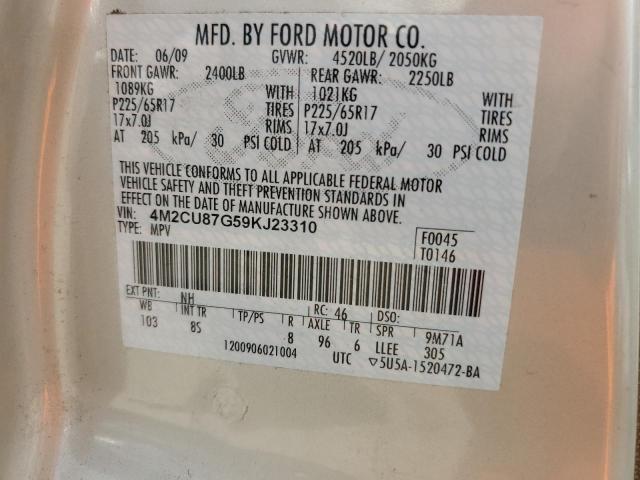 MFD. BY FORD MOTOR CO.
DATE: 06/09 GVWR: 4520LB/ 2050KG
FRONT GAWR: 2400LB REAR GAWR: 2250LB
1089KG WITH 1021KG WITH
P225/65R17 TIRES P225/65R17 TIRES
17x7.0J RIMS 17x7.0J RIMS
AT 205 kPa/ 30 PSI COLD AT 205 kPa/ 30 PSI COLD
THIS VEHICLE CONFORMS TO ALL APPLICABLE FEDERAL MOTOR
VEHICLE SAFETY AND THEFT PREVENTION STANDARDS IN
EFFECT ON THE DATE OF MANUFACTURE SHOWN ABOVE.
VIN: 4M2CU87G59KJ23310
TYPE: MPV
F0045
T0146
EXT PNT: NH RC: 46 DSO:
WB INT TR TP/PS R AXLE TR SPR 9M71A
103 8S 8 96 6 LLEE 305
1200906021004 UTC ▽5U5A-1520472-BA